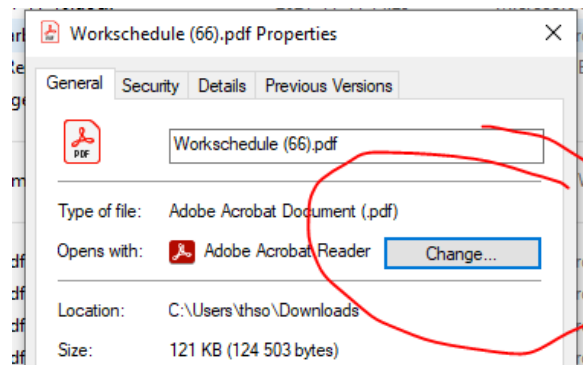 Workschedule (66).pdf Properties
General Security Details Previous Versions
PDF
Workschedule (66).pdf
Type of file: Adobe Acrobat Document (.pdf)
Opens with: Adobe Acrobat Reader Change...
Location: C:\Users\thso\Downloads
Size: 121 KB (124 503 bytes)